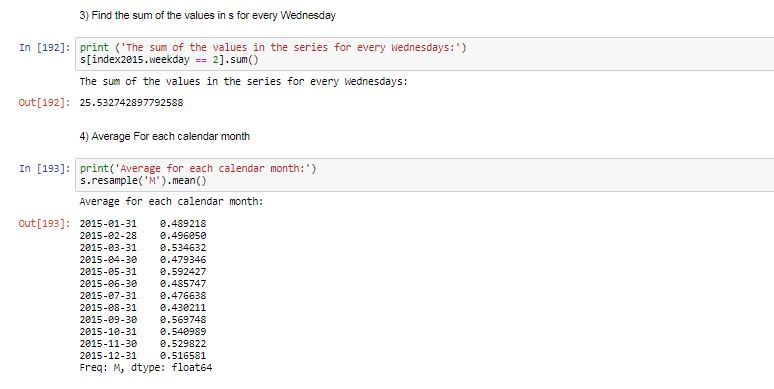 3) Find the sum of the values in s for every Wednesday
In [192]: print ('The sum of the values in the series for every Wednesdays:')
s[index2015.weekday == 2].sum()
The sum of the values in the series for every Wednesdays:
Out[192]: 25.532742897792588
4) Average For each calendar month
In [193]: print('Average for each calendar month:')
s.resample('M').mean()
Average for each calendar month:
Out[193]: 2015-01-31    0.489218
2015-02-28    0.496050
2015-03-31    0.534632
2015-04-30    0.479346
2015-05-31    0.592427
2015-06-30    0.485747
2015-07-31    0.476638
2015-08-31    0.430211
2015-09-30    0.569748
2015-10-31    0.540989
2015-11-30    0.529822
2015-12-31    0.516581
Freq: M, dtype: float64